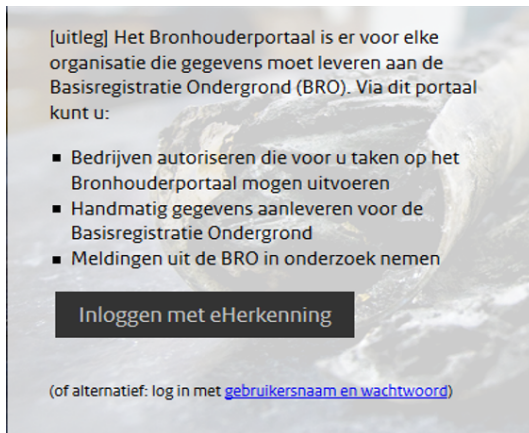 [uitleg] Het Bronhouderportaal is er voor elke
organisatie die gegevens moet leveren aan de
Basisregistratie Ondergrond (BRO). Via dit portaal
kunt u:
▪ Bedrijven autoriseren die voor u taken op het
Bronhouderportaal mogen uitvoeren
▪ Handmatig gegevens aanleveren voor de
Basisregistratie Ondergrond
▪ Meldingen uit de BRO in onderzoek nemen
Inloggen met eHerkenning
(of alternatief: log in met gebruikersnaam en wachtwoord)